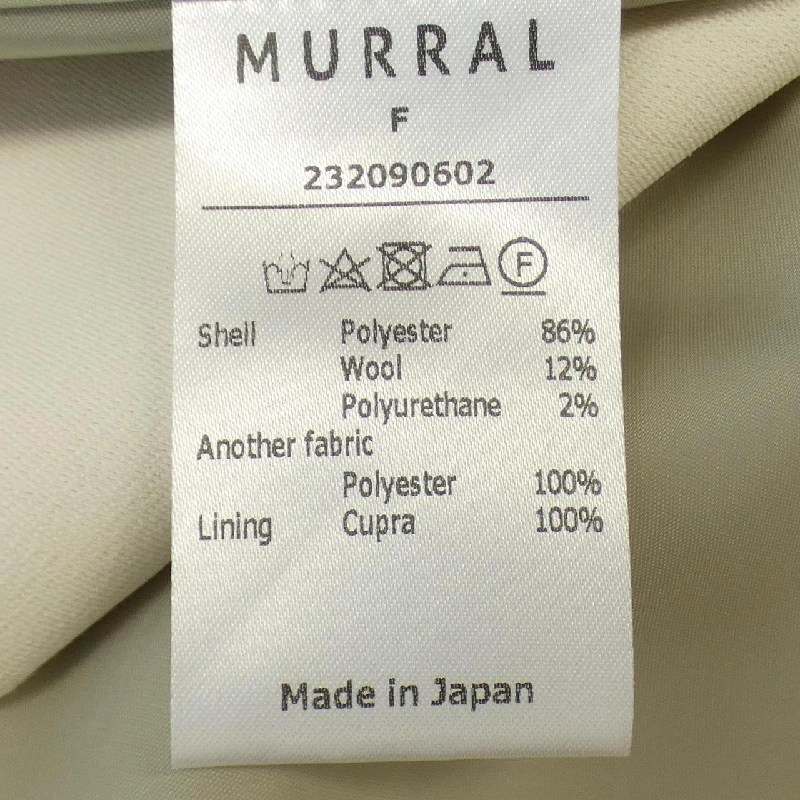 MURRAL
F
232090602
F
Shell Polyester 86%
Wool 12%
Polyurethane 2%
Another fabric
Polyester 100%
Lining Cupra 100%
Made in Japan